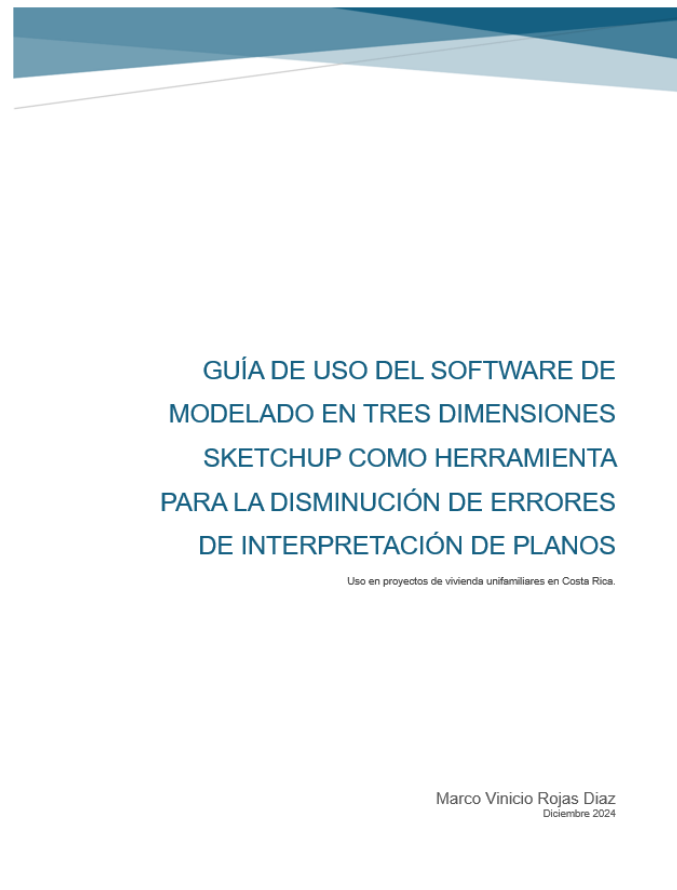 GUÍA DE USO DEL SOFTWARE DE
MODELADO EN TRES DIMENSIONES
SKETCHUP COMO HERRAMIENTA
PARA LA DISMINUCIÓN DE ERRORES
DE INTERPRETACIÓN DE PLANOS
Uso en proyectos de vivienda unifamiliares en Costa Rica.
Marco Vinicio Rojas Diaz
Diciembre 2024